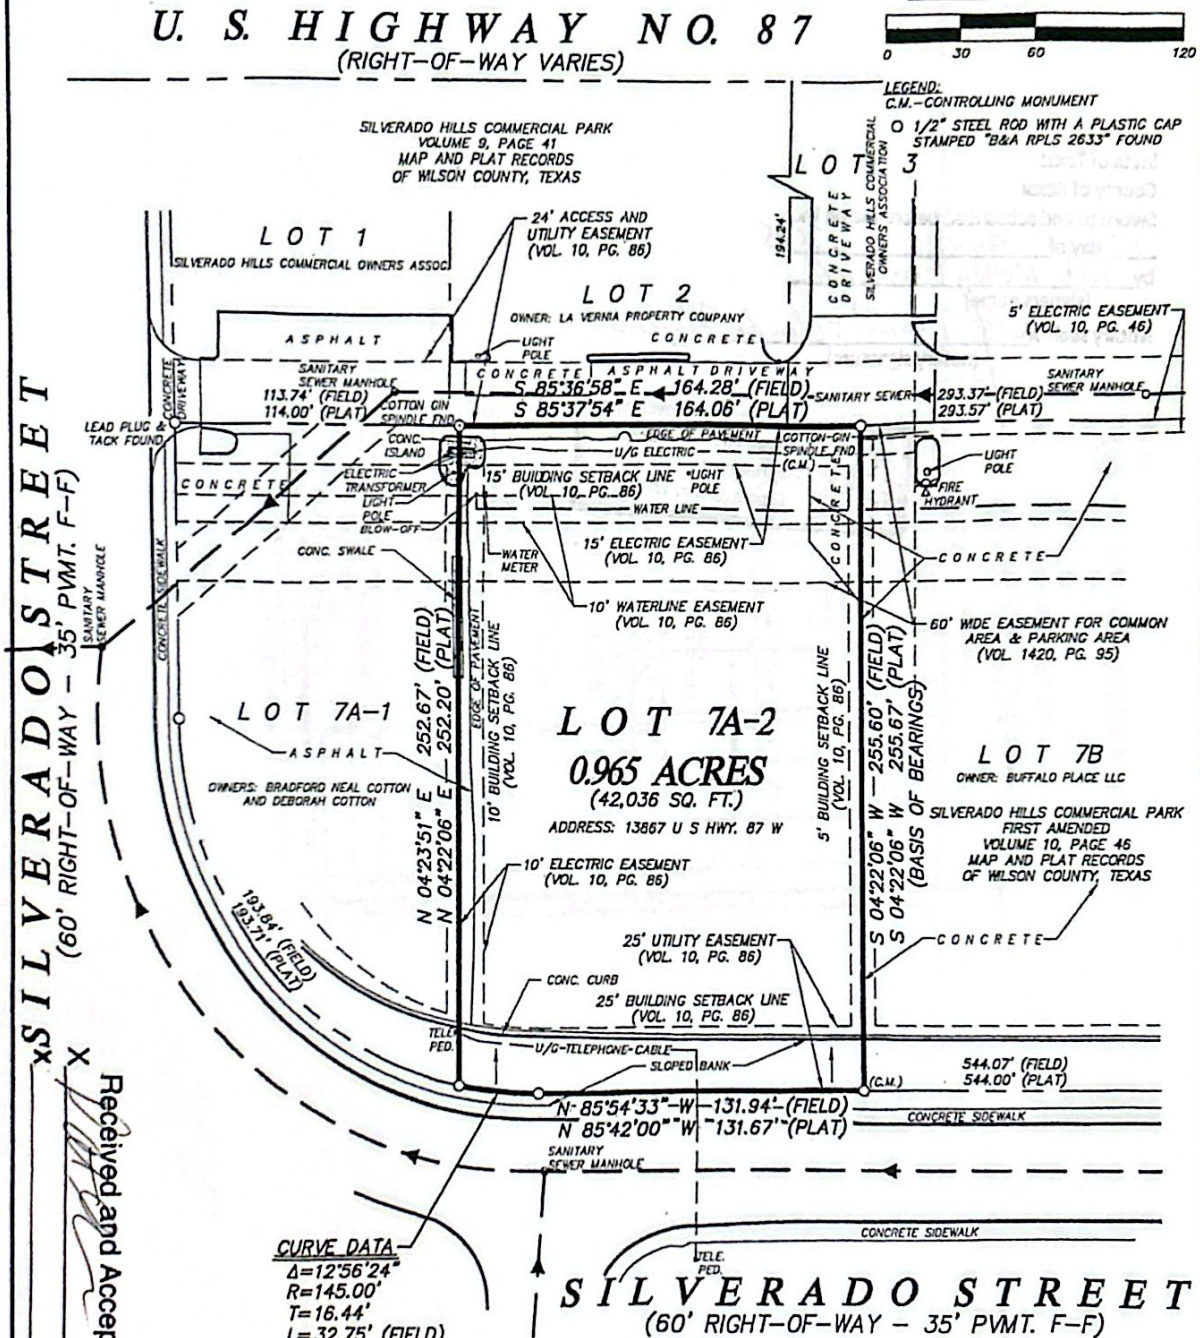 U. S. HIGHWAY NO. 87
(RIGHT-OF-WAY VARIES)
0 30 60 120
LEGEND:
C.M.-CONTROLLING MONUMENT
O 1/2" STEEL ROD WITH A PLASTIC CAP
STAMPED "B&A RPLS 2633" FOUND
SILVERADO HILLS COMMERCIAL PARK
VOLUME 9, PAGE 41
MAP AND PLAT RECORDS
OF WILSON COUNTY, TEXAS
LOT 3
194.24'
CONCRETE
DRIVEWAY
SILVERADO HILLS COMMERCIAL
OWNERS ASSOCIATION
24' ACCESS AND
UTILITY EASEMENT
(VOL. 10, PG. 86)
LOT 1
SILVERADO HILLS COMMERCIAL OWNERS ASSOC
LOT 2
OWNER: LA VERNIA PROPERTY COMPANY
5' ELECTRIC EASEMENT
(VOL. 10, PG. 46)
ASPHALT
LIGHT
POLE
CONCRETE
CONCRETE
ASPHALT DRIVEWAY
CONCRETE
DRIVEWAY
SANITARY
SEWER MANHOLE
113.74' (FIELD)
114.00' (PLAT)
S 85°36'58" E 164.28' (FIELD)
S 85°37'54" E 164.06' (PLAT)
SANITARY SEWER
293.37' (FIELD)
293.57' (PLAT)
SANITARY
SEWER MANHOLE
LEAD PLUG &
TACK FOUND
COTTON GIN
SPINDLE FND
CONC.
ISLAND
EDGE OF PAVEMENT
U/G ELECTRIC
COTTON-GIN-
SPINDLE FND
(C.M.)
LIGHT
POLE
FIRE
HYDRANT
CONCRETE
ELECTRIC
TRANSFORMER
LIGHT
POLE
BLOW-OFF
15' BUILDING SETBACK LINE
(VOL. 10, PG. 86)
LIGHT
POLE
WATER LINE
CONCRETE
CONC. SWALE
WATER
METER
15' ELECTRIC EASEMENT
(VOL. 10, PG. 86)
CONCRETE
10' WATERLINE EASEMENT
(VOL. 10, PG. 86)
60' WIDE EASEMENT FOR COMMON
AREA & PARKING AREA
(VOL. 1420, PG. 95)
SILVERADO STREET
(60' RIGHT-OF-WAY - 35' PVMT. F-F)
SANITARY
SEWER MANHOLE
CONCRETE SIDEWALK
N 04°23'51" E 252.67' (FIELD)
N 04°22'06" E 252.20' (PLAT)
EDGE OF PAVEMENT
10' BUILDING SETBACK LINE
(VOL. 10, PG. 86)
LOT 7A-1
ASPHALT
OWNERS: BRADFORD NEAL COTTON
AND DEBORAH COTTON
LOT 7A-2
0.965 ACRES
(42,036 SQ. FT.)
ADDRESS: 13867 U S HWY. 87 W
5' BUILDING SETBACK LINE
(VOL. 10, PG. 86)
S 04°22'06" W - 255.60' (FIELD)
S 04°22'06" W 255.67' (PLAT)
(BASIS OF BEARINGS)
LOT 7B
OWNER: BUFFALO PLACE LLC
SILVERADO HILLS COMMERCIAL PARK
FIRST AMENDED
VOLUME 10, PAGE 46
MAP AND PLAT RECORDS
OF WILSON COUNTY, TEXAS
CONCRETE
10' ELECTRIC EASEMENT
(VOL. 10, PG. 86)
193.84' (FIELD)
193.71' (PLAT)
25' UTILITY EASEMENT
(VOL. 10, PG. 86)
CONC. CURB
25' BUILDING SETBACK LINE
(VOL. 10, PG. 86)
TELE.
PED.
U/G-TELEPHONE-CABLE
SLOPED BANK
544.07' (FIELD)
544.00' (PLAT)
(C.M.)
N 85°54'33" W 131.94' (FIELD)
N 85°42'00" W 131.67' (PLAT)
CONCRETE SIDEWALK
SANITARY
SEWER MANHOLE
CONCRETE SIDEWALK
TELE.
PED.
X
X
Received and Accep
CURVE DATA
Δ=12°56'24"
R=145.00'
T=16.44'
L=32.75' (FIELD)
SILVERADO STREET
(60' RIGHT-OF-WAY - 35' PVMT. F-F)